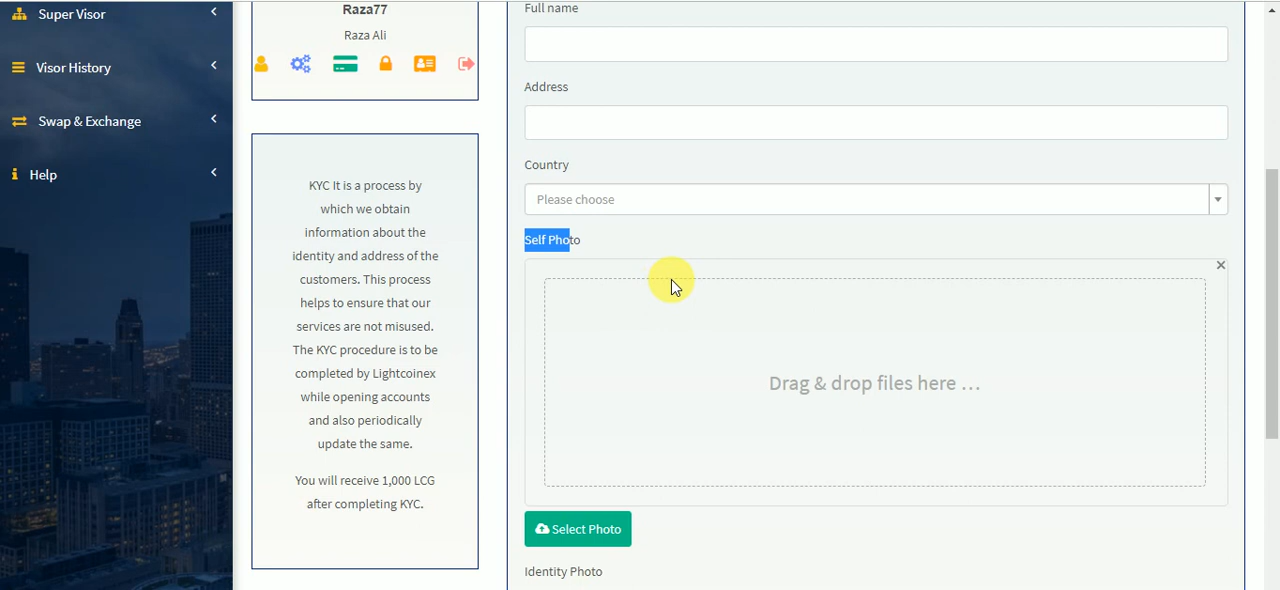 Super Visor
Visor History
Swap & Exchange
Help
Raza77
Raza Ali
KYC It is a process by
which we obtain
information about the
identity and address of the
customers. This process
helps to ensure that our
services are not misused.
The KYC procedure is to be
completed by Lightcoinex
while opening accounts
and also periodically
update the same.
You will receive 1,000 LCG
after completing KYC.
Full name
Address
Country
Please choose
Self Photo
Drag & drop files here …
Select Photo
Identity Photo